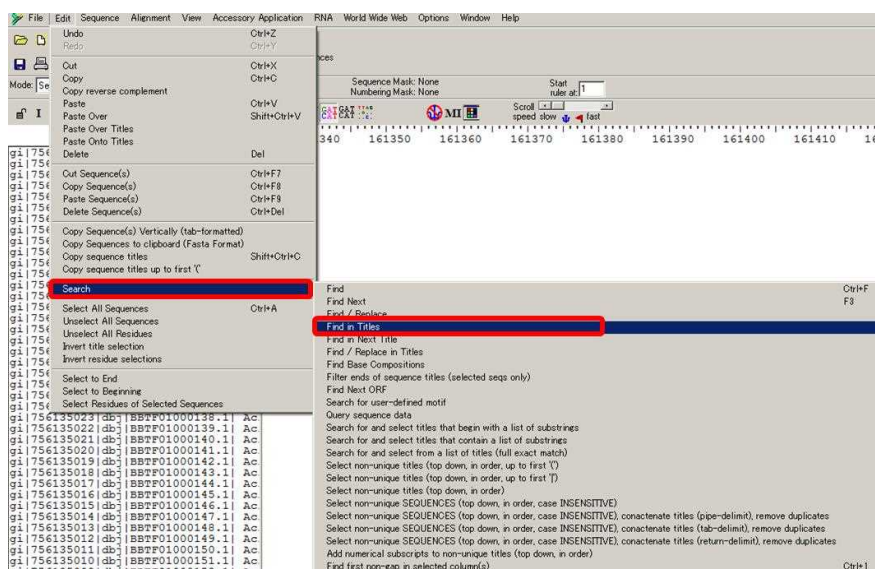 File Edit Sequence Alignment View Accessory Application RNA World Wide Web Options Window Help
Undo Ctrl+Z
Redo Ctrl+Y
Cut Ctrl+X
Copy Ctrl+C
Copy reverse complement
Paste Ctrl+V
Paste Over Shift+Ctrl+V
Paste Over Titles
Paste Onto Titles
Delete Del
Cut Sequence(s) Ctrl+F7
Copy Sequence(s) Ctrl+F8
Paste Sequence(s) Ctrl+F9
Delete Sequence(s) Ctrl+Del
Copy Sequence(s) Vertically (tab-formatted)
Copy Sequences to clipboard (Fasta Format)
Copy sequence titles Shift+Ctrl+C
Copy sequence titles up to first '('
Search
Select All Sequences Ctrl+A
Unselect All Sequences
Unselect All Residues
Invert title selection
Invert residue selections
Select to End
Select to Beginning
Select Residues of Selected Sequences
Mode: Se
nces
Sequence Mask: None
Numbering Mask: None
Start ruler at: 1
GAT GAT
CAT CAT
MI
Scroll speed slow fast
340 161350 161360 161370 161380 161390 161400 161410 16
Find Ctrl+F
Find Next F3
Find / Replace
Find in Titles
Find in Next Title
Find / Replace in Titles
Find Base Compositions
Filter ends of sequence titles (selected seqs only)
Find Next ORF
Search for user-defined motif
Query sequence data
Search for and select titles that begin with a list of substrings
Search for and select titles that contain a list of substrings
Search for and select from a list of titles (full exact match)
Select non-unique titles (top down, in order, up to first '(')
Select non-unique titles (top down, in order, up to first '|')
Select non-unique titles (top down, in order)
Select non-unique SEQUENCES (top down, in order, case INSENSITIVE)
Select non-unique SEQUENCES (top down, in order, case INSENSITIVE), conactenate titles (pipe-delimit), remove duplicates
Select non-unique SEQUENCES (top down, in order, case INSENSITIVE), conactenate titles (tab-delimit), remove duplicates
Select non-unique SEQUENCES (top down, in order, case INSENSITIVE), conactenate titles (return-delimit), remove duplicates
Add numerical subscripts to non-unique titles (top down, in order)
Find first non-gap in selected column(s) Ctrl+1
gi|756135023|dbj|BBTF01000138.1| Ac
gi|756135022|dbj|BBTF01000139.1| Ac
gi|756135021|dbj|BBTF01000140.1| Ac
gi|756135020|dbj|BBTF01000141.1| Ac
gi|756135019|dbj|BBTF01000142.1| Ac
gi|756135018|dbj|BBTF01000143.1| Ac
gi|756135017|dbj|BBTF01000144.1| Ac
gi|756135016|dbj|BBTF01000145.1| Ac
gi|756135015|dbj|BBTF01000146.1| Ac
gi|756135014|dbj|BBTF01000147.1| Ac
gi|756135013|dbj|BBTF01000148.1| Ac
gi|756135012|dbj|BBTF01000149.1| Ac
gi|756135011|dbj|BBTF01000150.1| Ac
gi|756135010|dbj|BBTF01000151.1| Ac